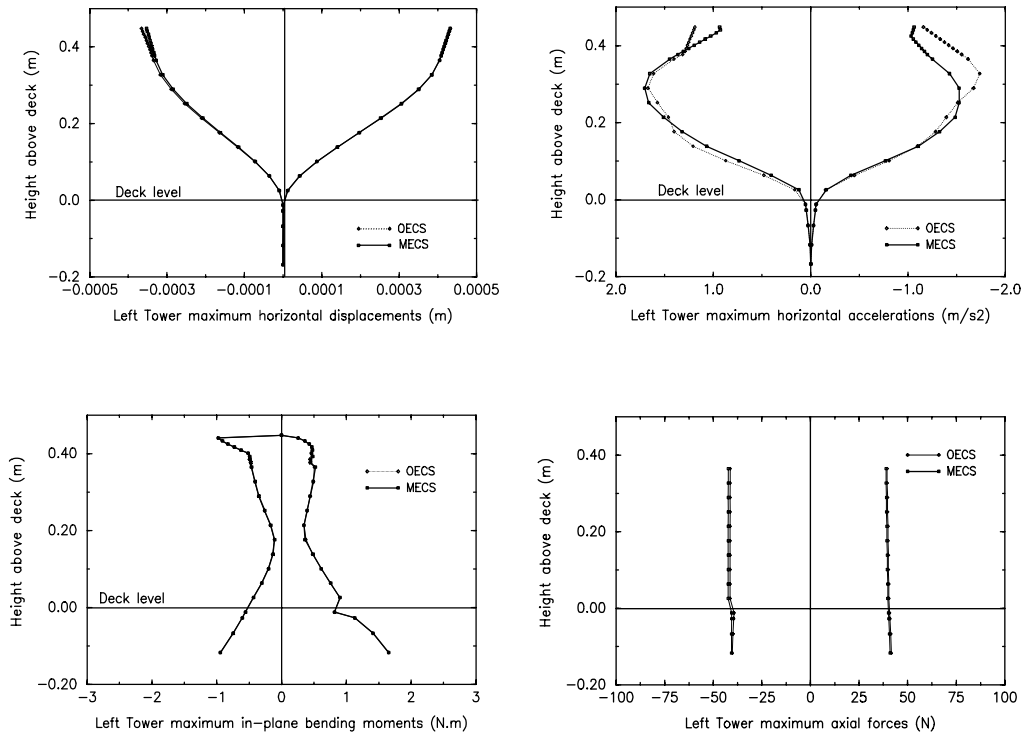 0.4
0.2
0.0
-0.2
Height above deck (m)
Deck level
OECS
MECS
-0.0005 -0.0003 -0.0001 0.0001 0.0003 0.0005
Left Tower maximum horizontal displacements (m)
0.4
0.2
0.0
-0.2
Height above deck (m)
Deck level
OECS
MECS
2.0 1.0 0.0 -1.0 -2.0
Left Tower maximum horizontal accelerations (m/s2)
0.40
0.20
0.00
-0.20
Height above deck (m)
OECS
MECS
Deck level
-3 -2 -1 0 1 2 3
Left Tower maximum in-plane bending moments (N.m)
0.40
0.20
0.00
-0.20
Height above deck (m)
OECS
MECS
-100 -75 -50 -25 0 25 50 75 100
Left Tower maximum axial forces (N)